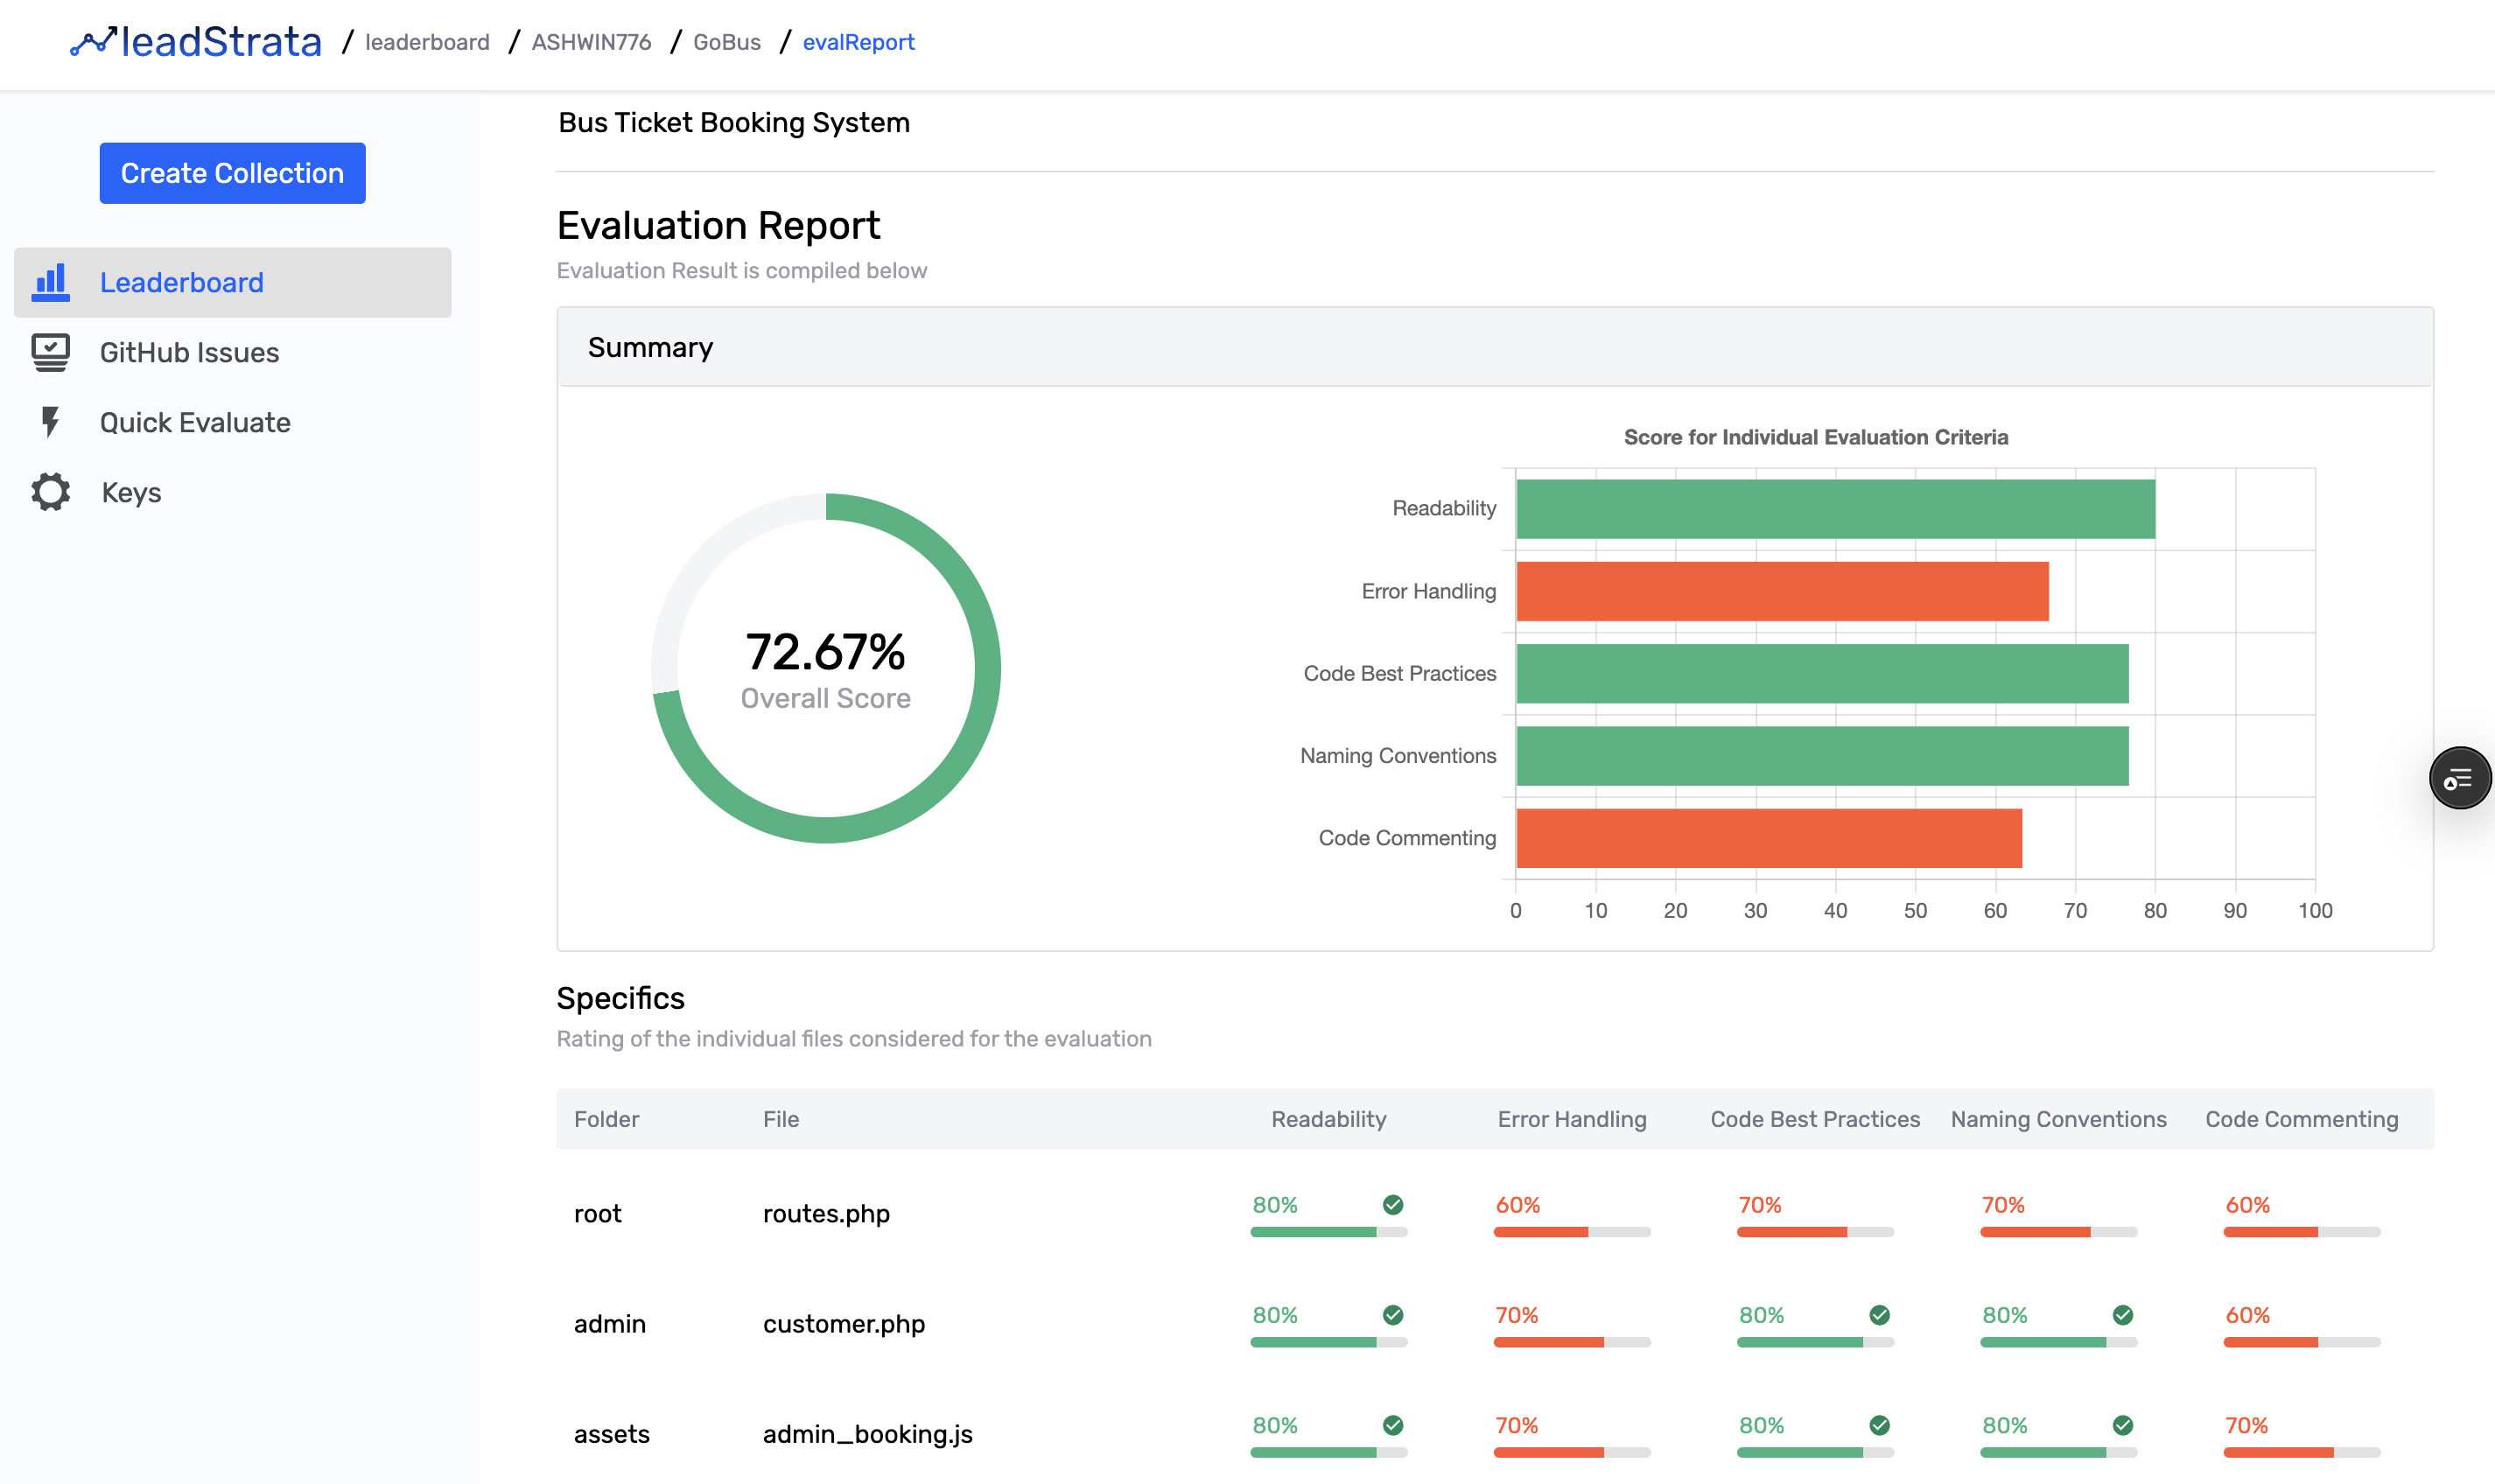 leadStrata / leaderboard / ASHWIN776 / GoBus / evalReport
Create Collection
Leaderboard
GitHub Issues
Quick Evaluate
Keys
Bus Ticket Booking System
Evaluation Report
Evaluation Result is compiled below
Summary
72.67%
Overall Score
Score for Individual Evaluation Criteria
Readability
Error Handling
Code Best Practices
Naming Conventions
Code Commenting
0 10 20 30 40 50 60 70 80 90 100
Specifics
Rating of the individual files considered for the evaluation
Folder File Readability Error Handling Code Best Practices Naming Conventions Code Commenting
root routes.php 80% 60% 70% 70% 60%
admin customer.php 80% 70% 80% 80% 60%
assets admin_booking.js 80% 70% 80% 80% 70%